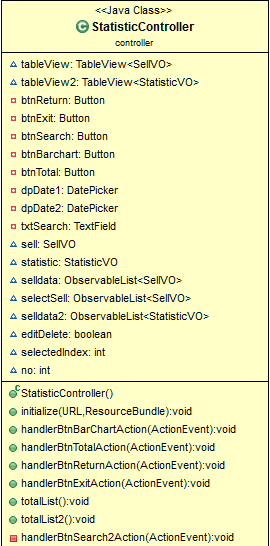 <<Java Class>>
StatisticController
controller
tableView: TableView<SellVO>
tableView2: TableView<StatisticVO>
btnReturn: Button
btnExit: Button
btnSearch: Button
btnBarchart: Button
btnTotal: Button
dpDate1: DatePicker
dpDate2: DatePicker
txtSearch: TextField
sell: SellVO
statistic: StatisticVO
selldata: ObservableList<SellVO>
selectSell: ObservableList<SellVO>
selldata2: ObservableList<StatisticVO>
editDelete: boolean
selectedIndex: int
no: int
StatisticController()
initialize(URL,ResourceBundle):void
handlerBtnBarChartAction(ActionEvent):void
handlerBtnTotalAction(ActionEvent):void
handlerBtnReturnAction(ActionEvent):void
handlerBtnExitAction(ActionEvent):void
totalList():void
totalList2():void
handlerBtnSearch2Action(ActionEvent):void